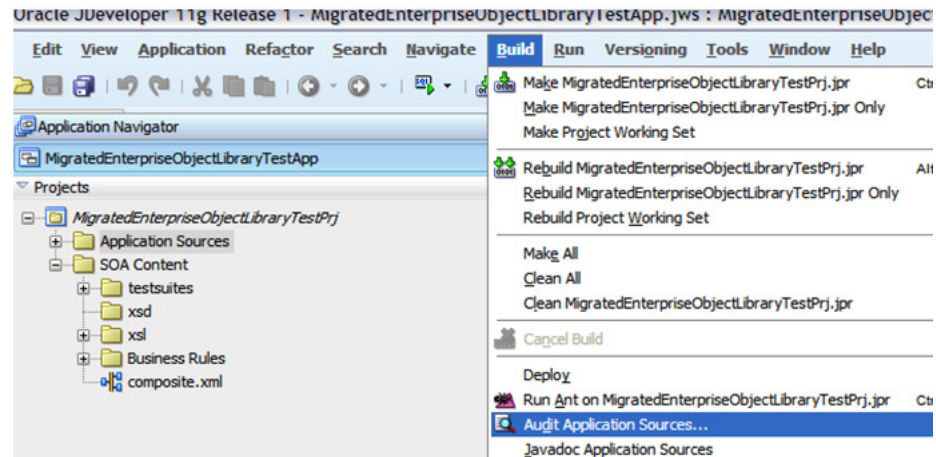 Oracle JDeveloper 11g Release 1 - MigratedEnterpriseObjectLibraryTestApp.jws : MigratedEnterpriseObject
Edit View Application Refactor Search Navigate Build Run Versioning Tools Window Help
Application Navigator
MigratedEnterpriseObjectLibraryTestApp
Projects
MigratedEnterpriseObjectLibraryTestPrj
Application Sources
SOA Content
testsuites
xsd
xsl
Business Rules
composite.xml
Make MigratedEnterpriseObjectLibraryTestPrj.jpr Ctr
Make MigratedEnterpriseObjectLibraryTestPrj.jpr Only
Make Project Working Set
Rebuild MigratedEnterpriseObjectLibraryTestPrj.jpr Alt
Rebuild MigratedEnterpriseObjectLibraryTestPrj.jpr Only
Rebuild Project Working Set
Make All
Clean All
Clean MigratedEnterpriseObjectLibraryTestPrj.jpr
Cancel Build
Deploy
Run Ant on MigratedEnterpriseObjectLibraryTestPrj.jpr Ctr
Audit Application Sources...
Javadoc Application Sources